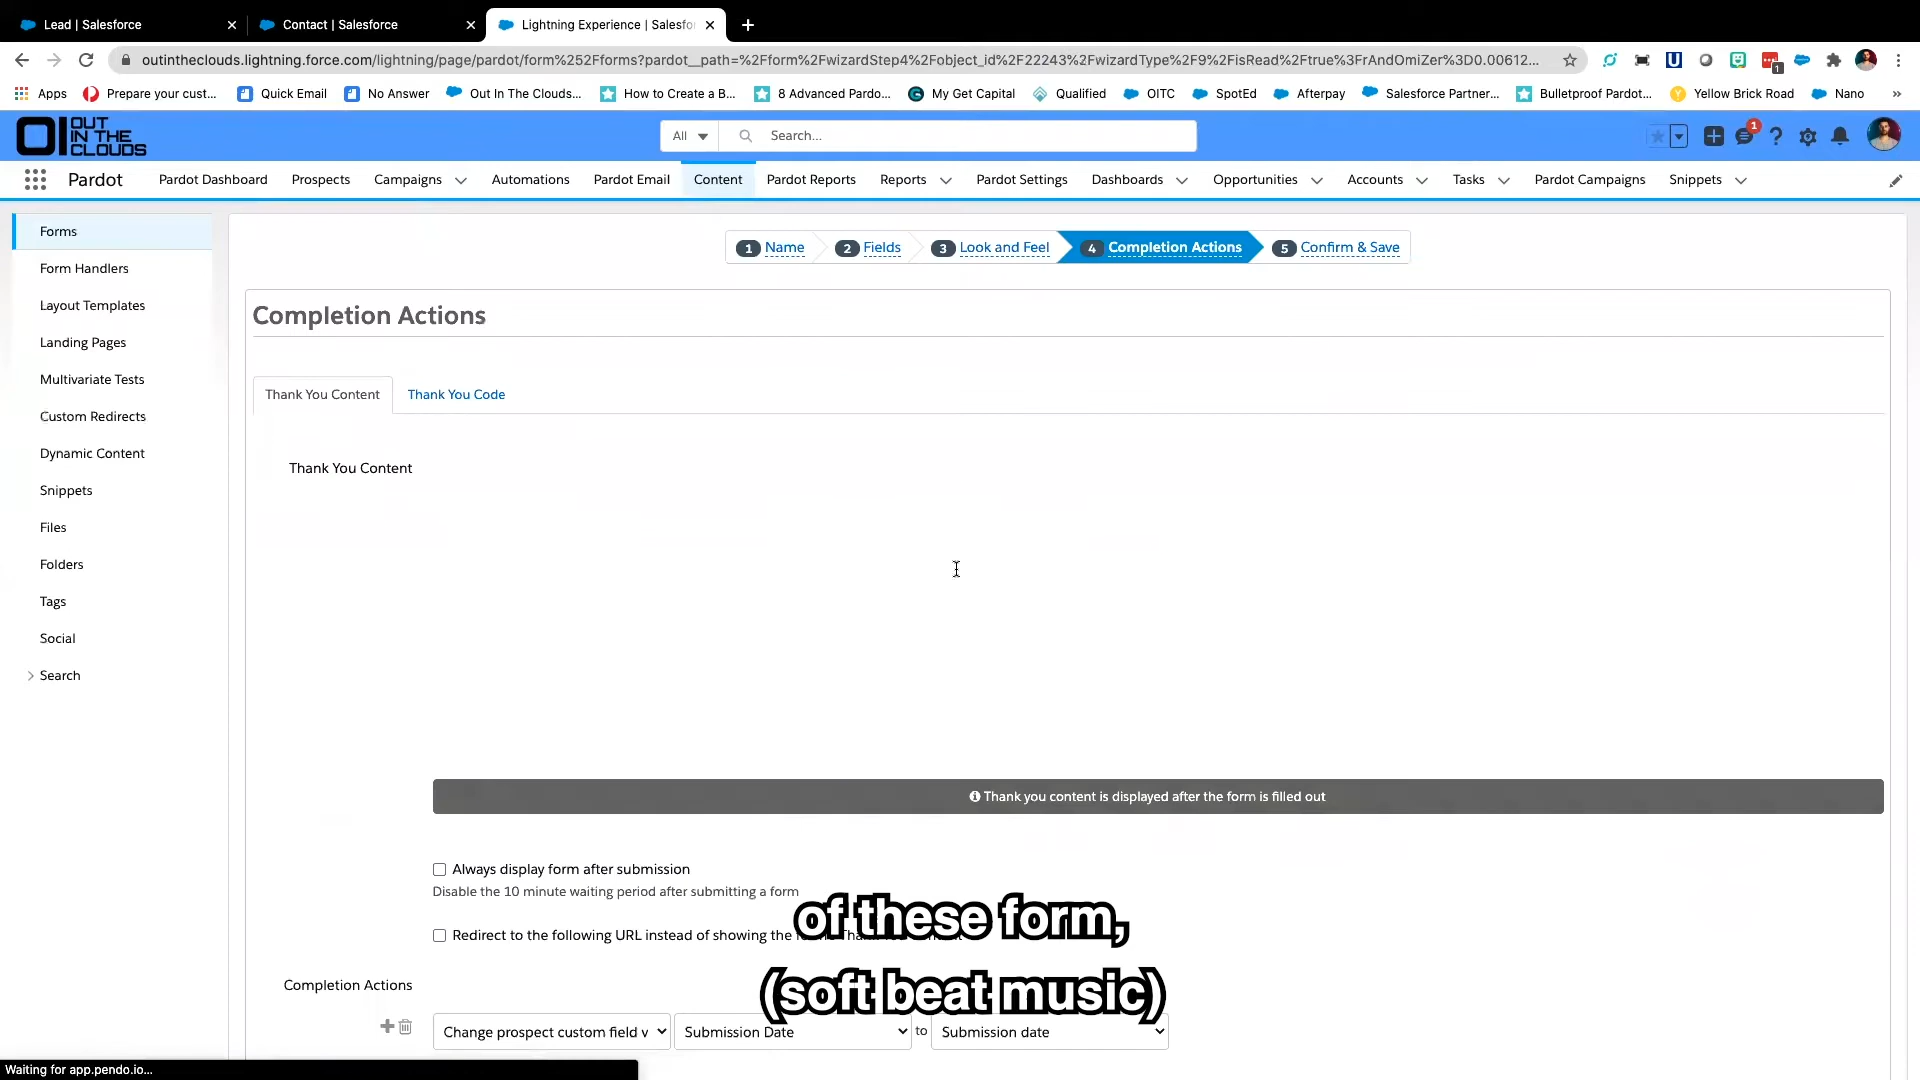 Lead | Salesforce
Contact | Salesforce
Lightning Experience | Salesfo
outintheclouds.lightning.force.com/lightning/page/pardot/form%252Fforms?pardot__path=%2Fform%2FwizardStep4%2Fobject_id%2F22243%2FwizardType%2F9%2FisRead%2Ftrue%3FrAndOmiZer%3D0.00612...
Apps
Prepare your cust...
Quick Email
No Answer
Out In The Clouds...
How to Create a B...
8 Advanced Pardo...
My Get Capital
Qualified
OITC
SpotEd
Afterpay
Salesforce Partner...
Bulletproof Pardot...
Yellow Brick Road
Nano
»
OI OUT IN THE CLOUDS
All
Search...
1
Pardot
Pardot Dashboard
Prospects
Campaigns
Automations
Pardot Email
Content
Pardot Reports
Reports
Pardot Settings
Dashboards
Opportunities
Accounts
Tasks
Pardot Campaigns
Snippets
Forms
Form Handlers
Layout Templates
Landing Pages
Multivariate Tests
Custom Redirects
Dynamic Content
Snippets
Files
Folders
Tags
Social
Search
1 Name
2 Fields
3 Look and Feel
4 Completion Actions
5 Confirm & Save
Completion Actions
Thank You Content
Thank You Code
Thank You Content
Thank you content is displayed after the form is filled out
Always display form after submission
Disable the 10 minute waiting period after submitting a form
Redirect to the following URL instead of showing the
of these form,
(soft beat music)
Completion Actions
Change prospect custom field v
Submission Date
to
Submission date
Waiting for app.pendo.io...